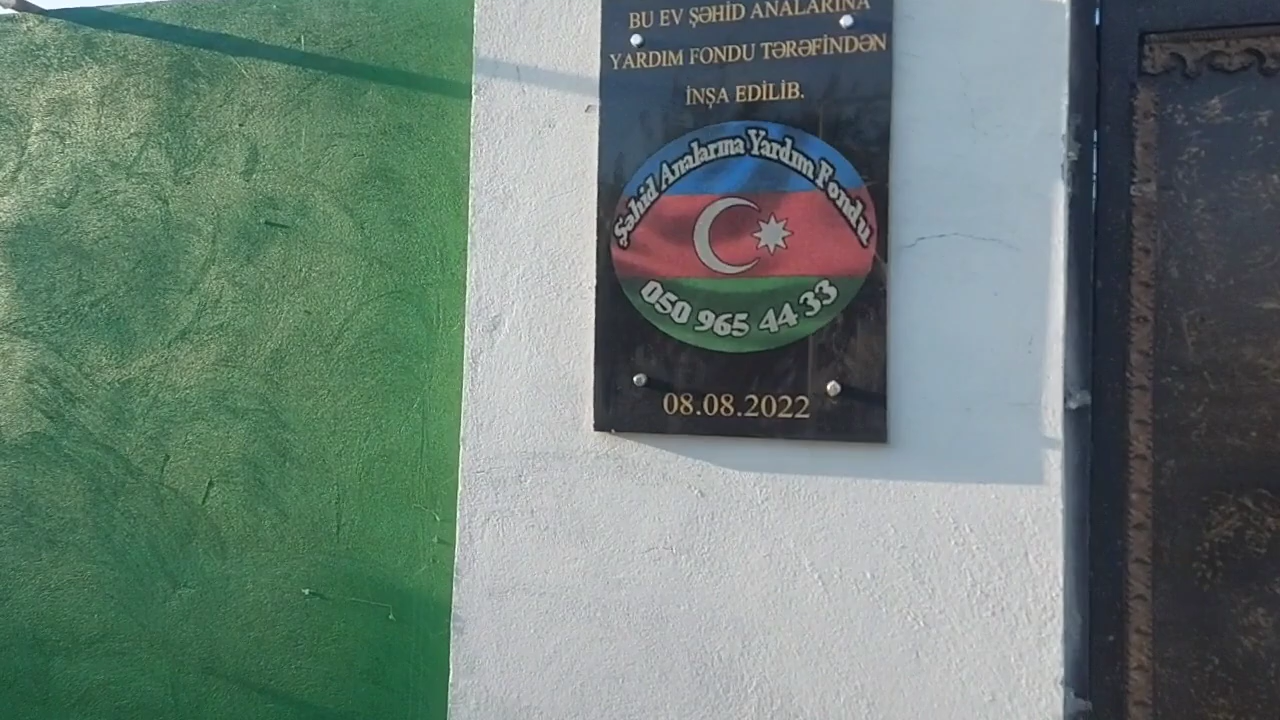 BU EV ŞƏHİD ANALARINA
YARDIM FONDU TƏRƏFİNDƏN
İNŞA EDİLİB.
Şəhid Analarına Yardım Fondu
050 965 44 33
08.08.2022